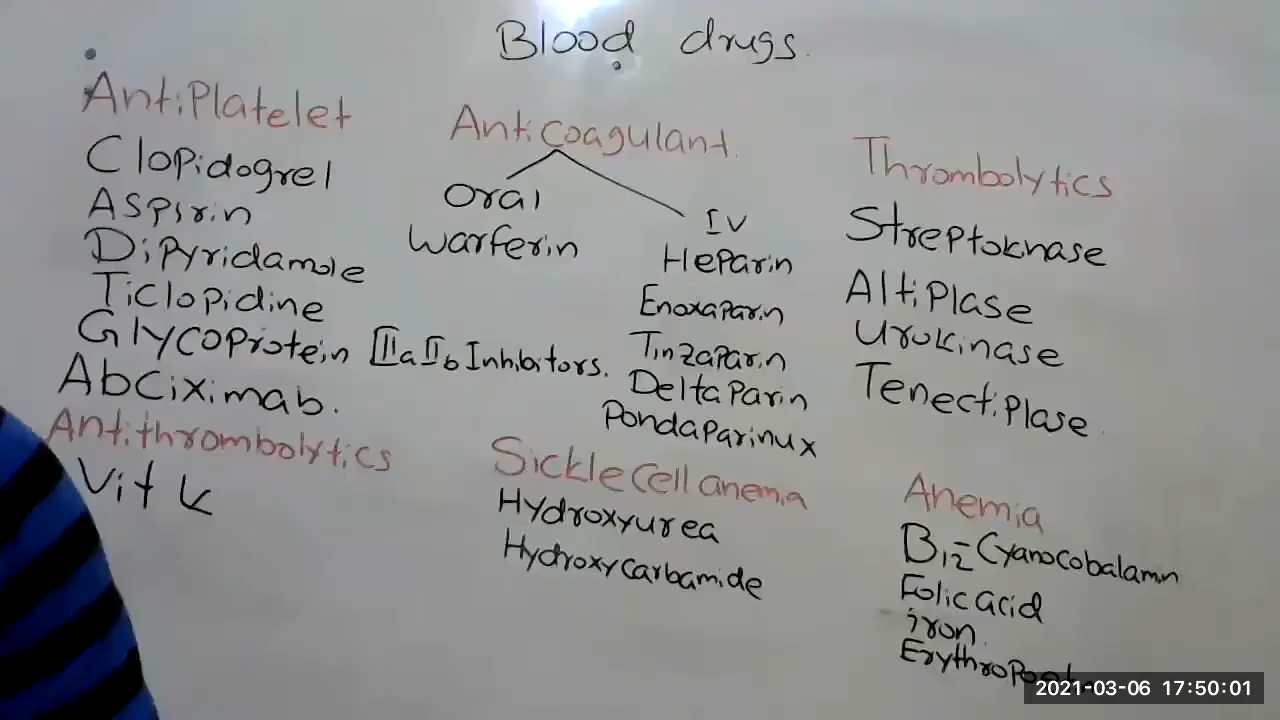 Blood drugs.
AntiPlatelet
Clopidogrel
Aspirin
Dipyridamole
Ticlopidine
Glycoprotein IIa IIb Inhibitors.
Abciximab.
Antithrombolytics
Vit K
Anticoagulant.
Oral
Warferin
IV
Heparin
Enoxaparin
Tinzaparin
Deltaparin
Pondaparinux
Thrombolytics
Streptoknase
Altiplase
Urokinase
Tenectiplase.
Sickle Cell anemia
Hydroxyurea
Hydroxycarbamide
Anemia
B12 - Cyanocobalamn
Folic acid
iron.
2021-03-06 17:50:01